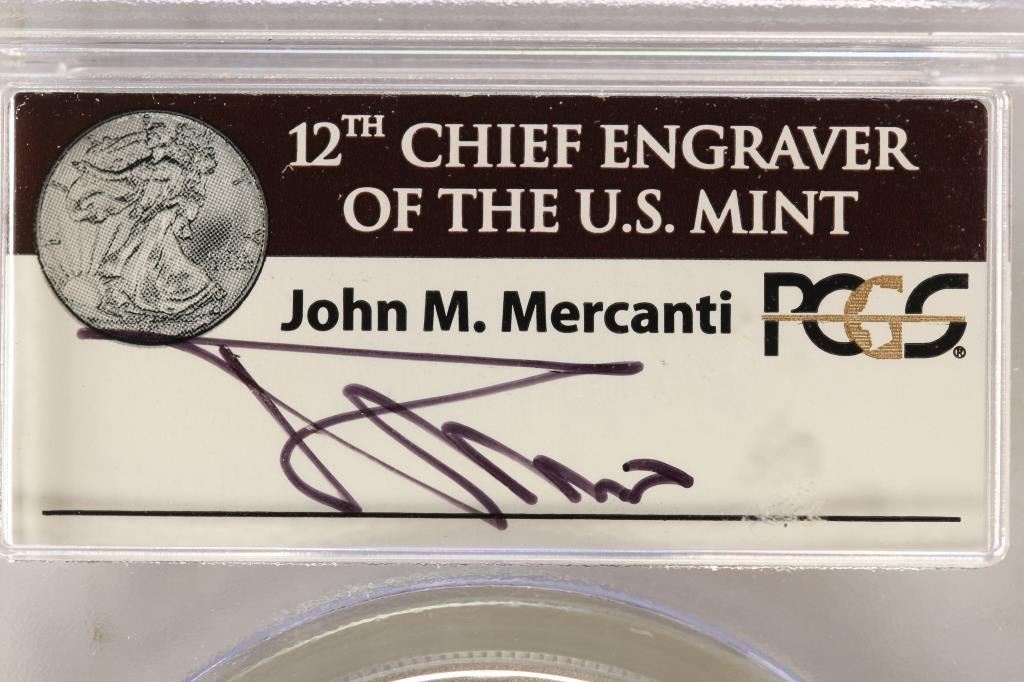 12TH CHIEF ENGRAVER
OF THE U.S. MINT
John M. Mercanti
PCGS®